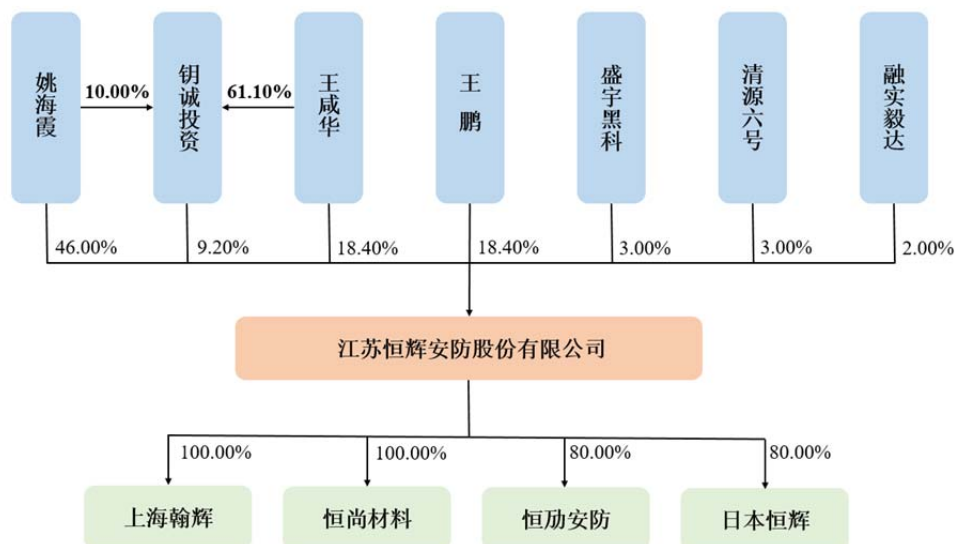 姚海霞
10.00%
钥诚投资
61.10%
王咸华
王 鹏
盛宇黑科
清源六号
融实毅达
46.00%
9.20%
18.40%
18.40%
3.00%
3.00%
2.00%
江苏恒辉安防股份有限公司
100.00%
100.00%
80.00%
80.00%
上海翰辉
恒尚材料
恒劢安防
日本恒辉